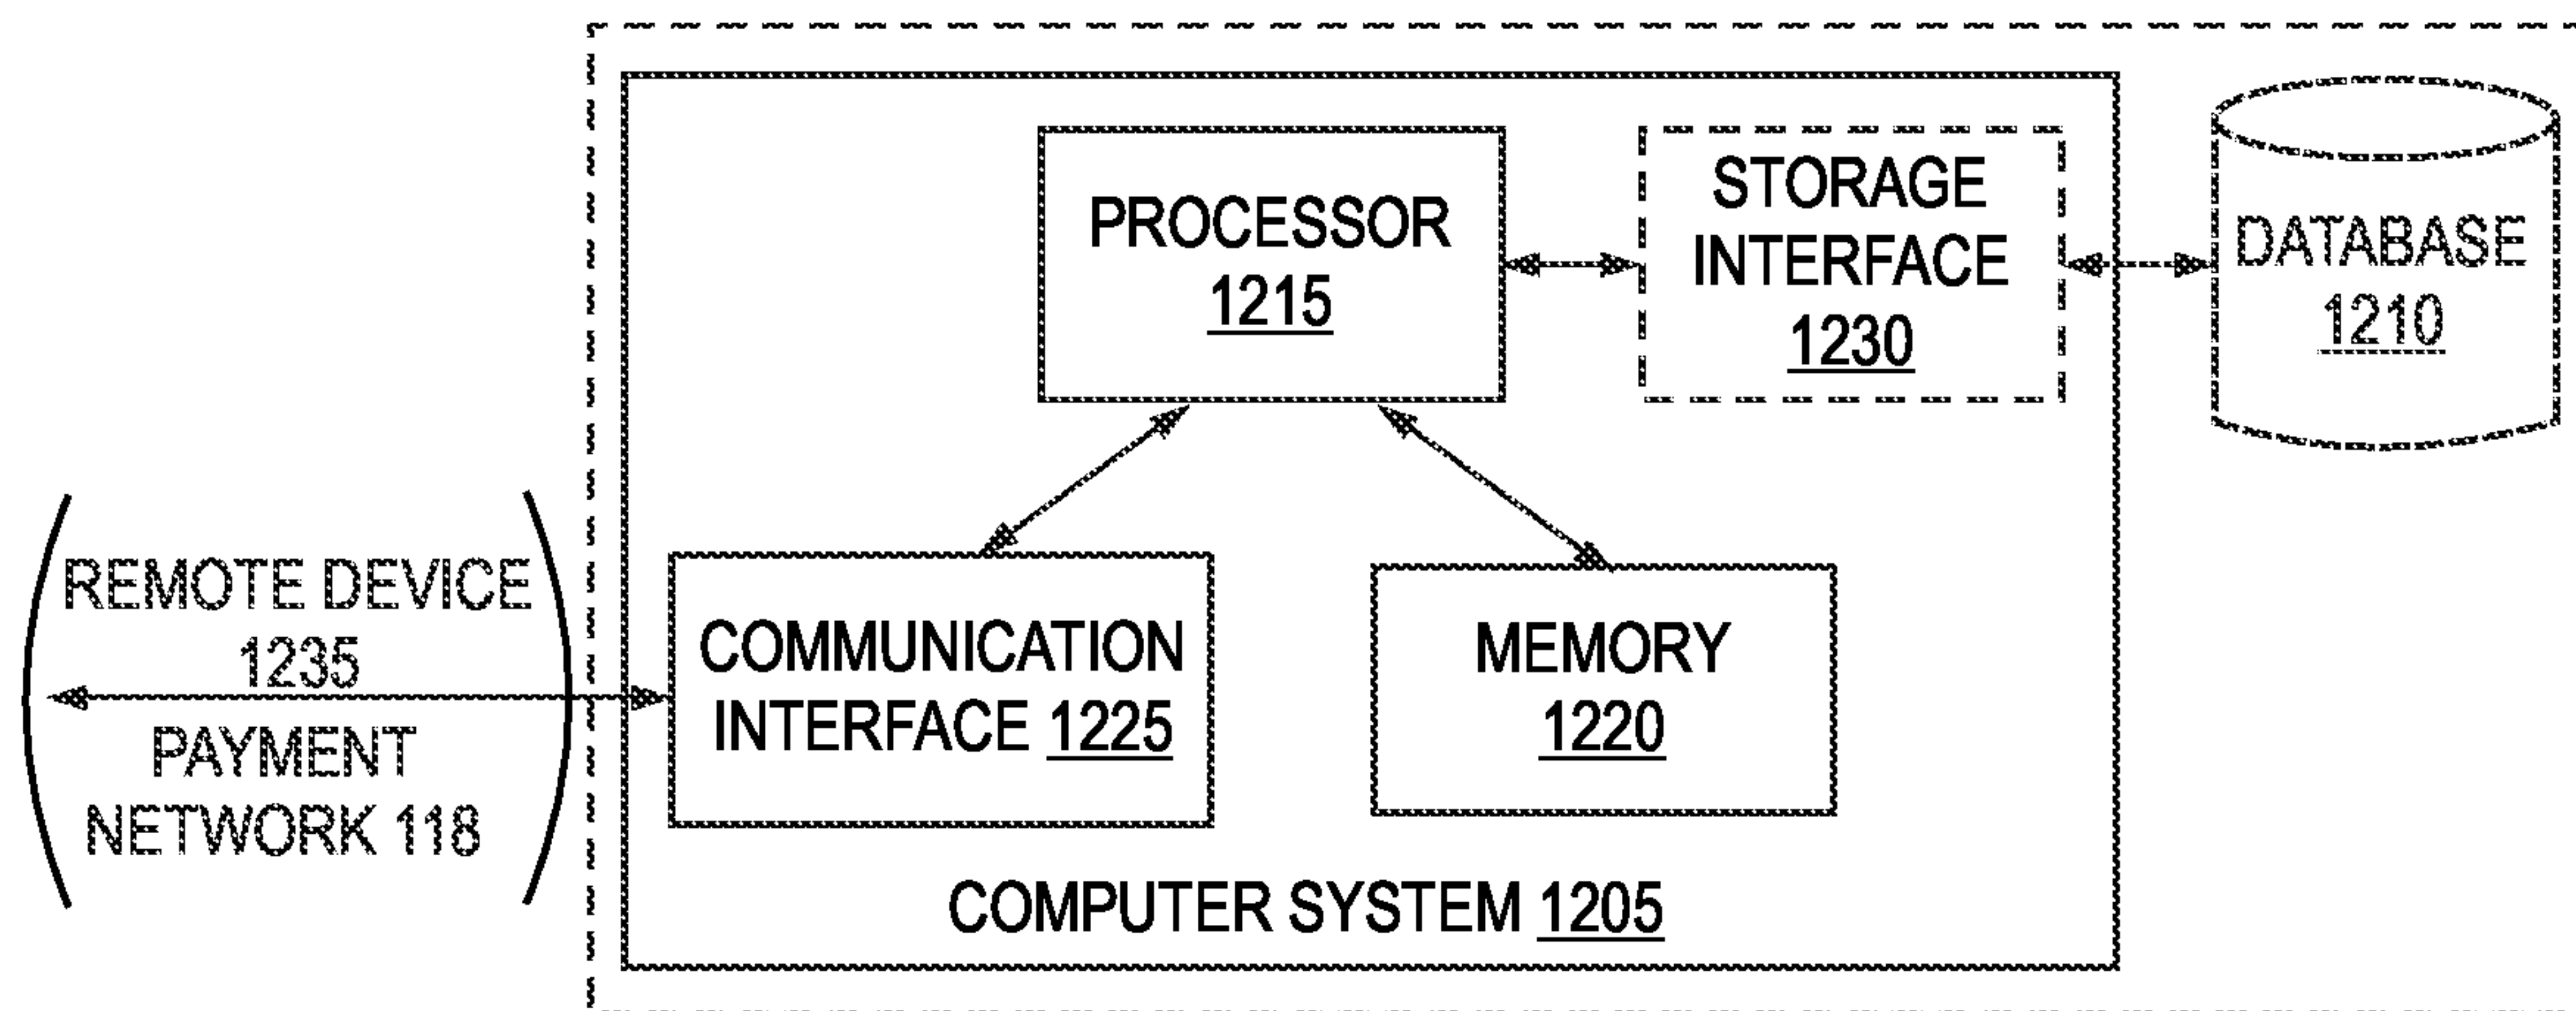 PROCESSOR
1215
STORAGE
INTERFACE
1230
DATABASE
1210
REMOTE DEVICE
1235
PAYMENT
NETWORK 118
COMMUNICATION
INTERFACE 1225
MEMORY
1220
COMPUTER SYSTEM 1205